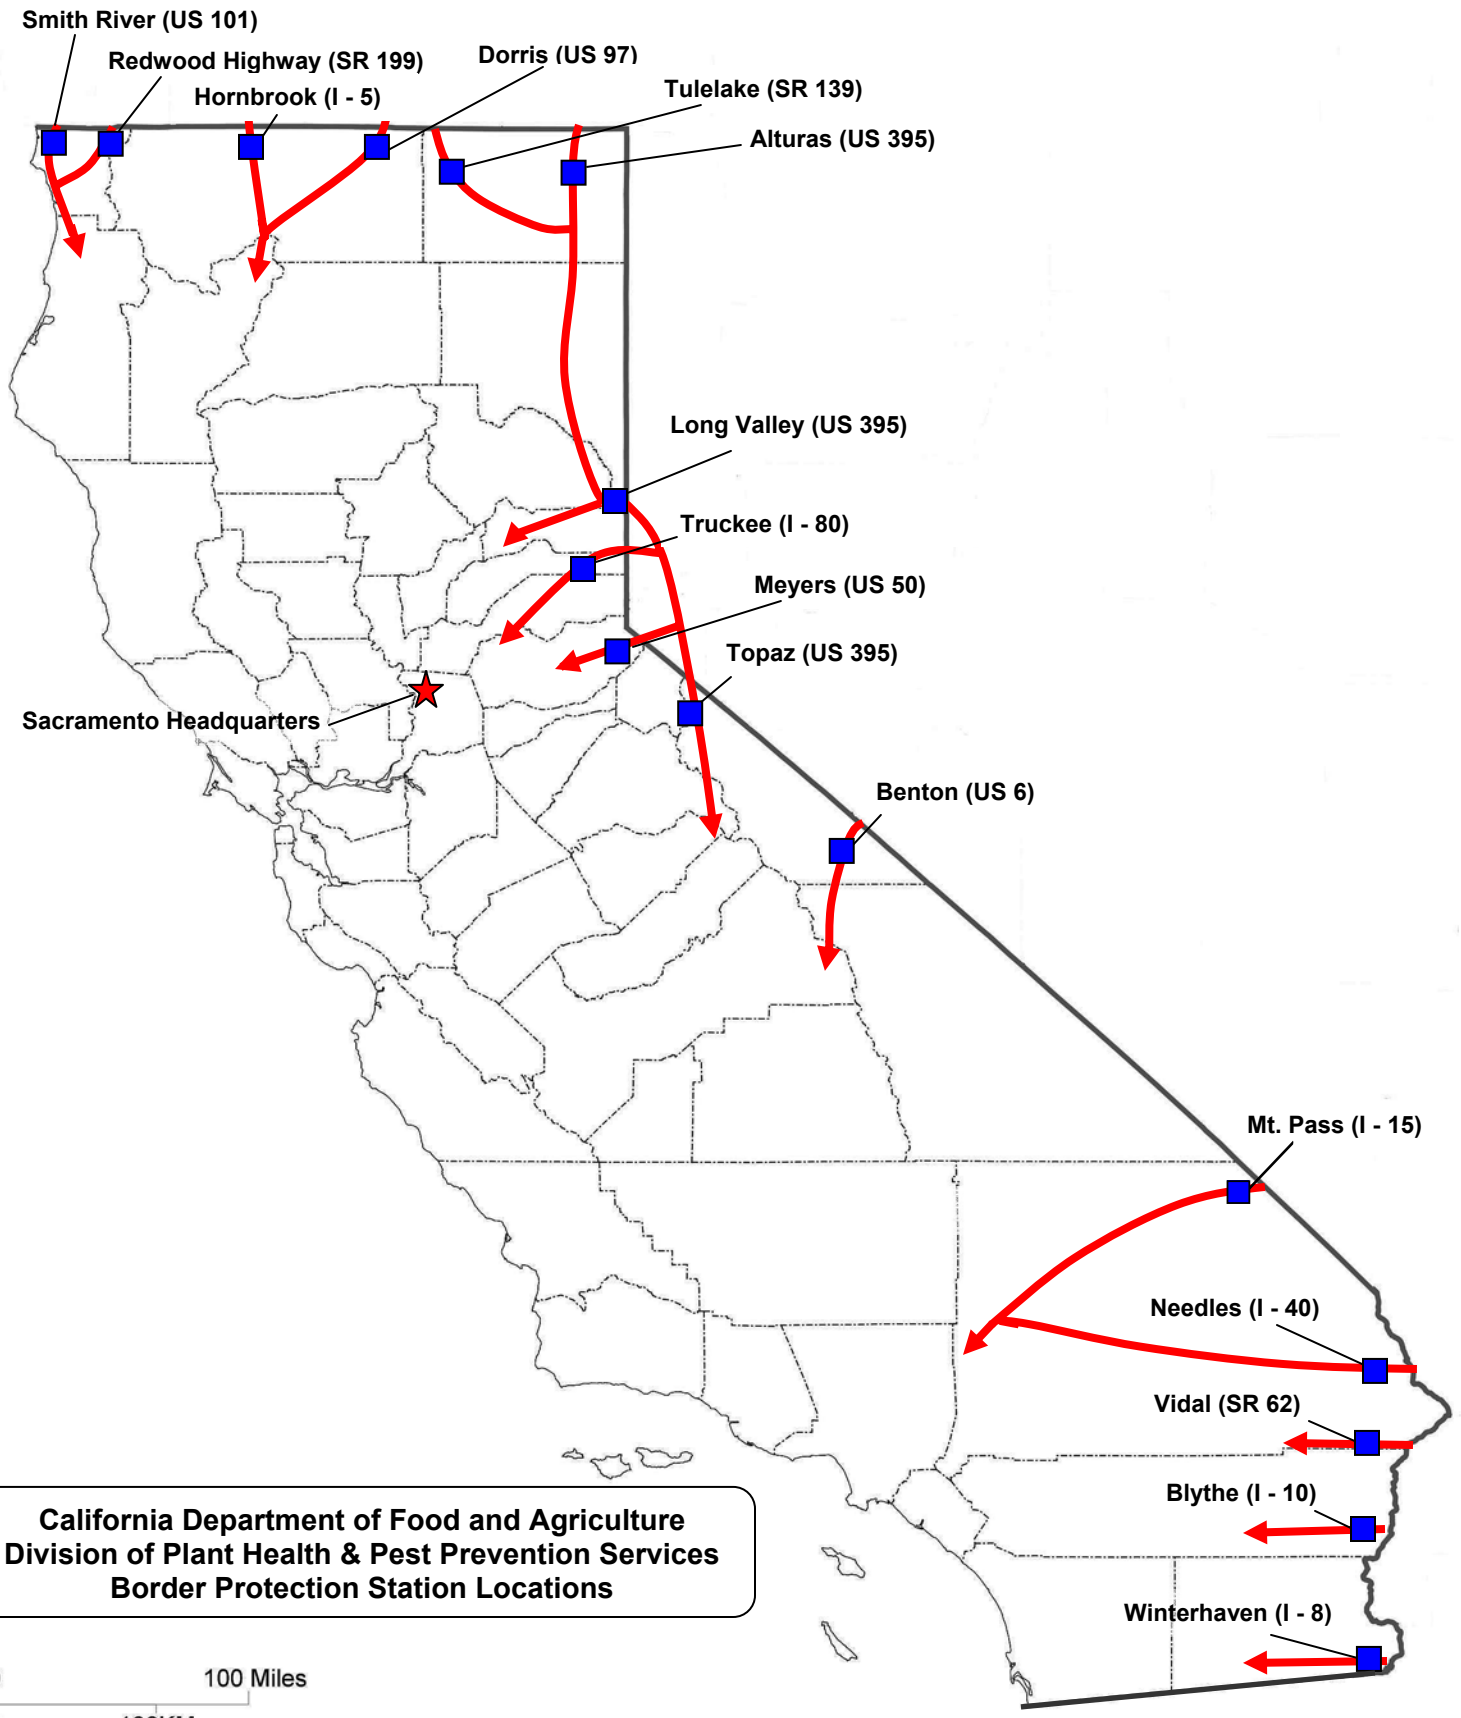 Smith River (US 101)
Redwood Highway (SR 199)
Dorris (US 97)
Hornbrook (I - 5)
Tulelake (SR 139)
Alturas (US 395)
Long Valley (US 395)
Truckee (I - 80)
Meyers (US 50)
Topaz (US 395)
Sacramento Headquarters
Benton (US 6)
Mt. Pass (I - 15)
Needles (I - 40)
Vidal (SR 62)
Blythe (I - 10)
California Department of Food and Agriculture
Division of Plant Health & Pest Prevention Services
Border Protection Station Locations
Winterhaven (I - 8)
100 Miles